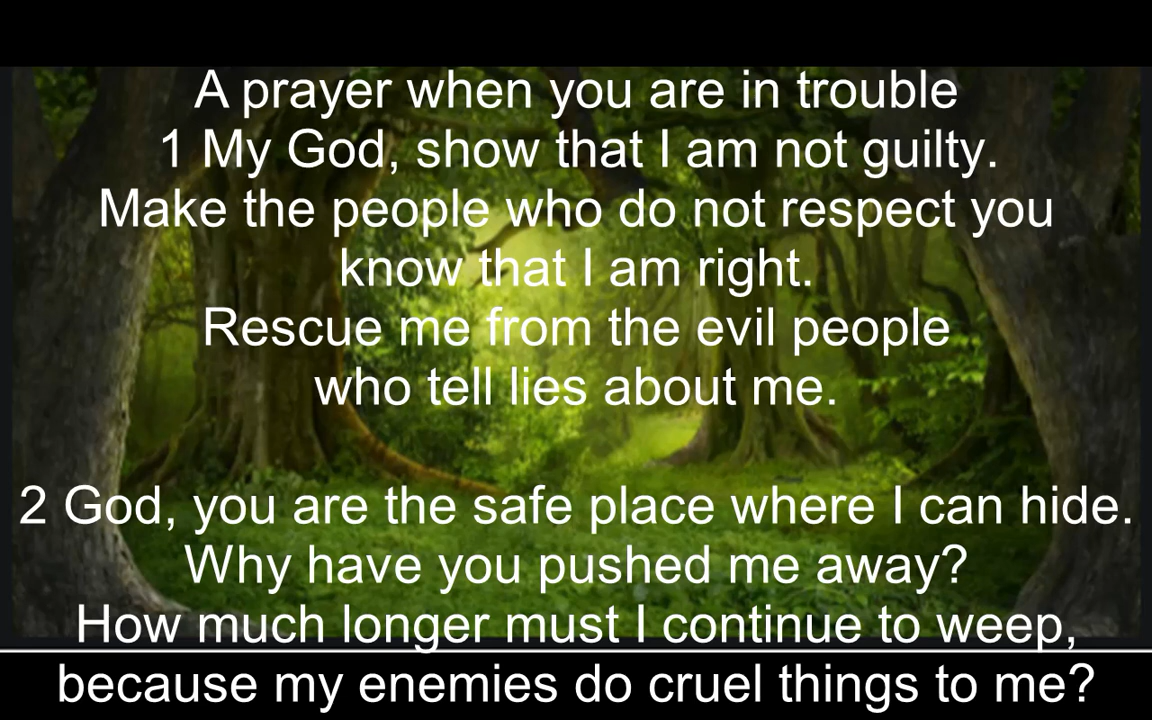 A prayer when you are in trouble
1 My God, show that I am not guilty.
Make the people who do not respect you
know that I am right.
Rescue me from the evil people
who tell lies about me.
2 God, you are the safe place where I can hide.
Why have you pushed me away?
How much longer must I continue to weep,
because my enemies do cruel things to me?